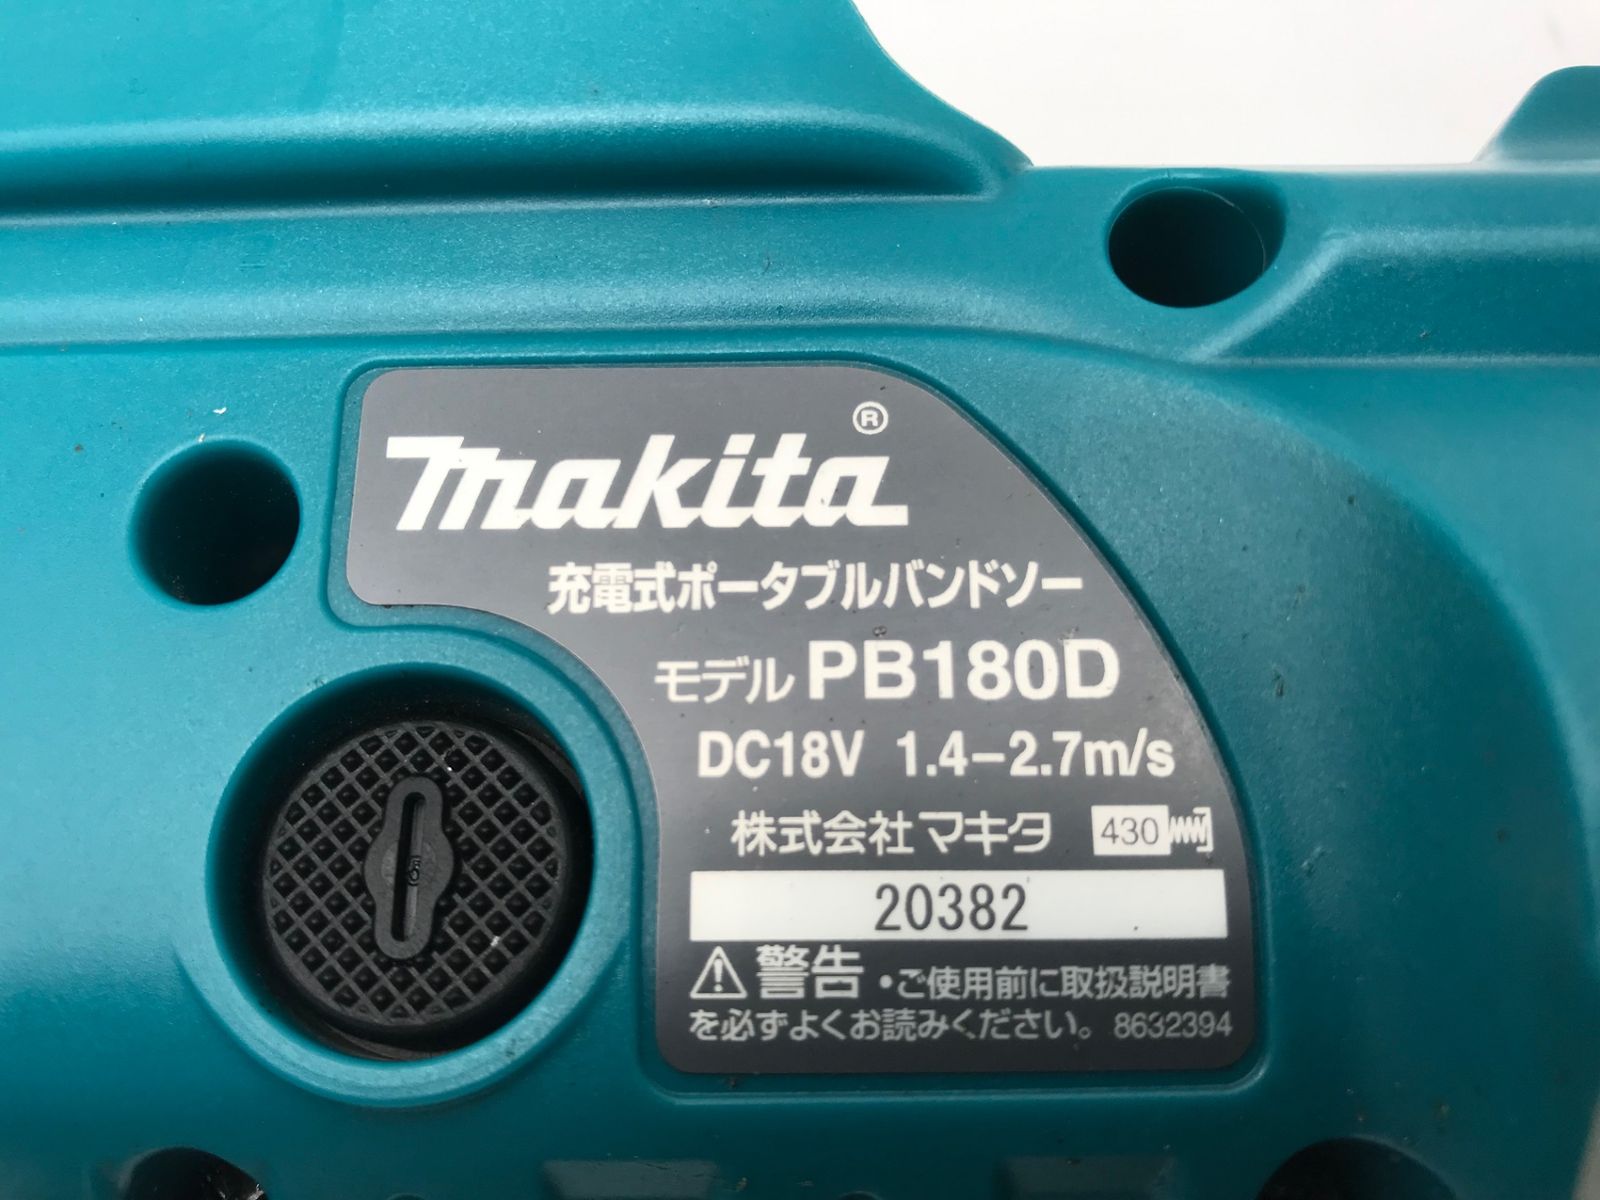 makita®
充電式ポータブルバンドソー
モデル PB180D
DC18V 1.4-2.7m/s
株式会社マキタ 430
20382
警告 ・ご使用前に取扱説明書
を必ずよくお読みください。 8632394